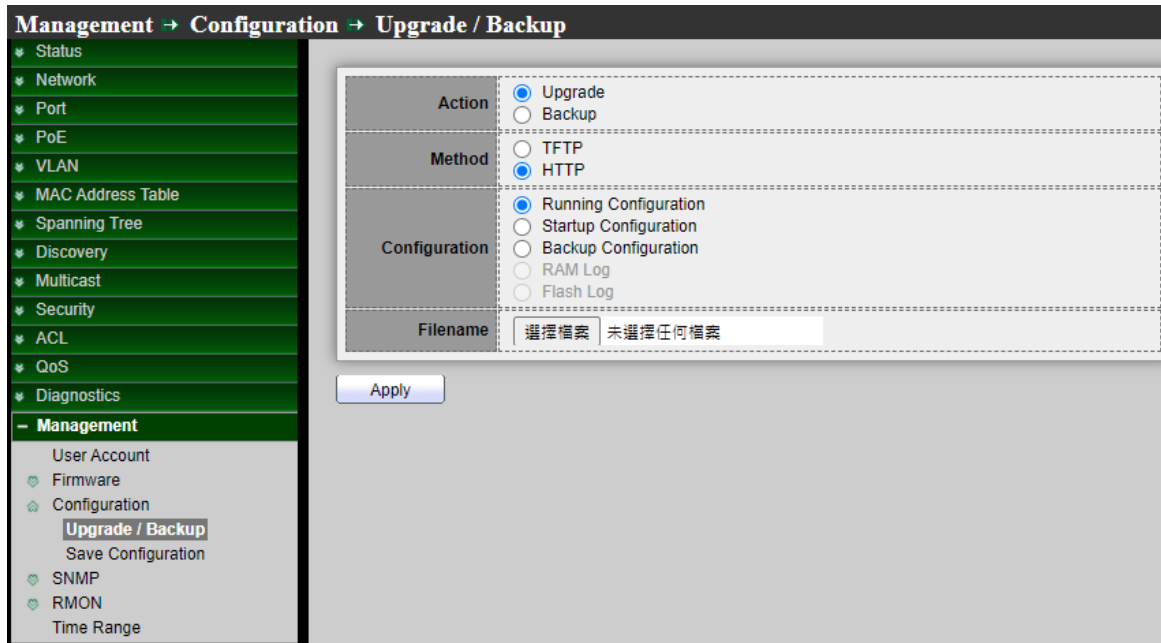 Management → Configuration → Upgrade / Backup
Status
Network
Port
PoE
VLAN
MAC Address Table
Spanning Tree
Discovery
Multicast
Security
ACL
QoS
Diagnostics
Management
User Account
Firmware
Configuration
Upgrade / Backup
Save Configuration
SNMP
RMON
Time Range
Action
Upgrade
Backup
Method
TFTP
HTTP
Configuration
Running Configuration
Startup Configuration
Backup Configuration
RAM Log
Flash Log
Filename
選擇檔案 未選擇任何檔案
Apply